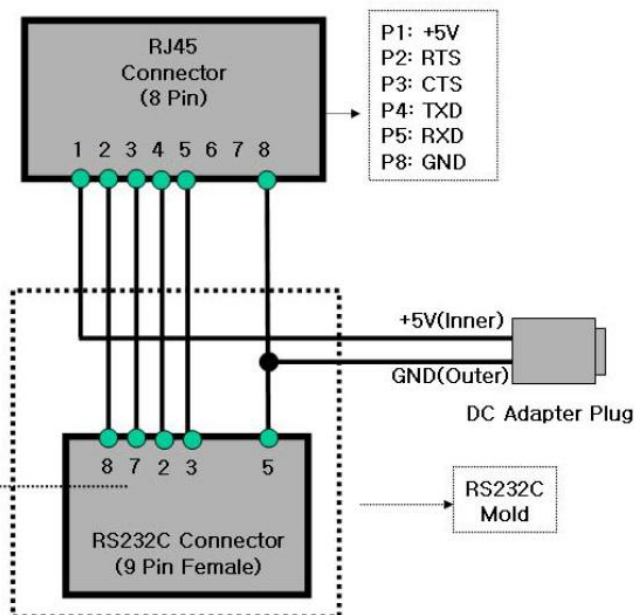 RJ45
Connector
(8 Pin)
1 2 3 4 5 6 7 8
P1: +5V
P2: RTS
P3: CTS
P4: TXD
P5: RXD
P8: GND
+5V(Inner)
GND(Outer)
DC Adapter Plug
8 7 2 3 5
RS232C Connector
(9 Pin Female)
RS232C
Mold